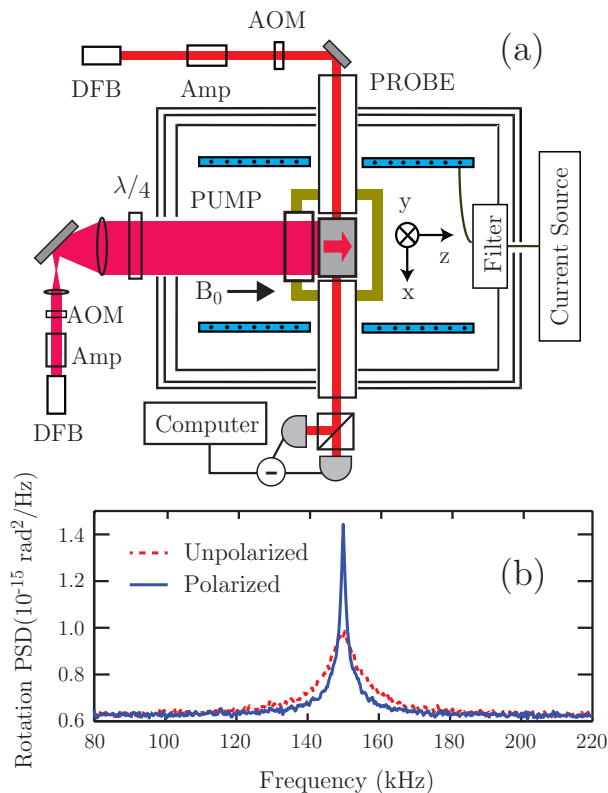 AOM
(a)
DFB
Amp
PROBE
λ/4
PUMP
y
z
x
Filter
Current Source
B0
AOM
Amp
DFB
Computer
-
Rotation PSD(10-15 rad2/Hz)
1.4
1.2
1.0
0.8
0.6
Unpolarized
Polarized
(b)
80 100 120 140 160 180 200 220
Frequency (kHz)